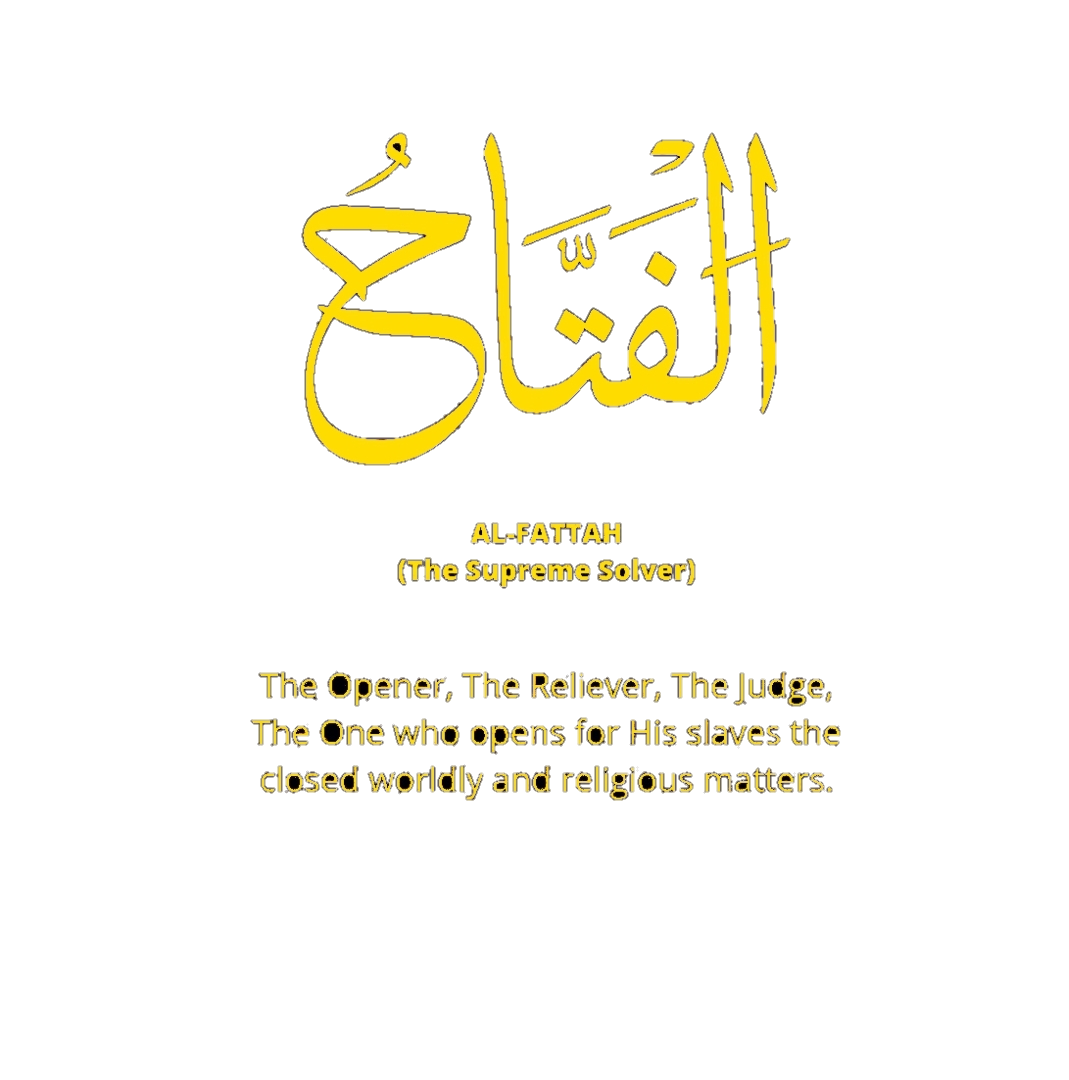 الْفَتَّاحُ
AL-FATTAH
(The Supreme Solver)
The Opener, The Reliever, The Judge,
The One who opens for His slaves the
closed worldly and religious matters.